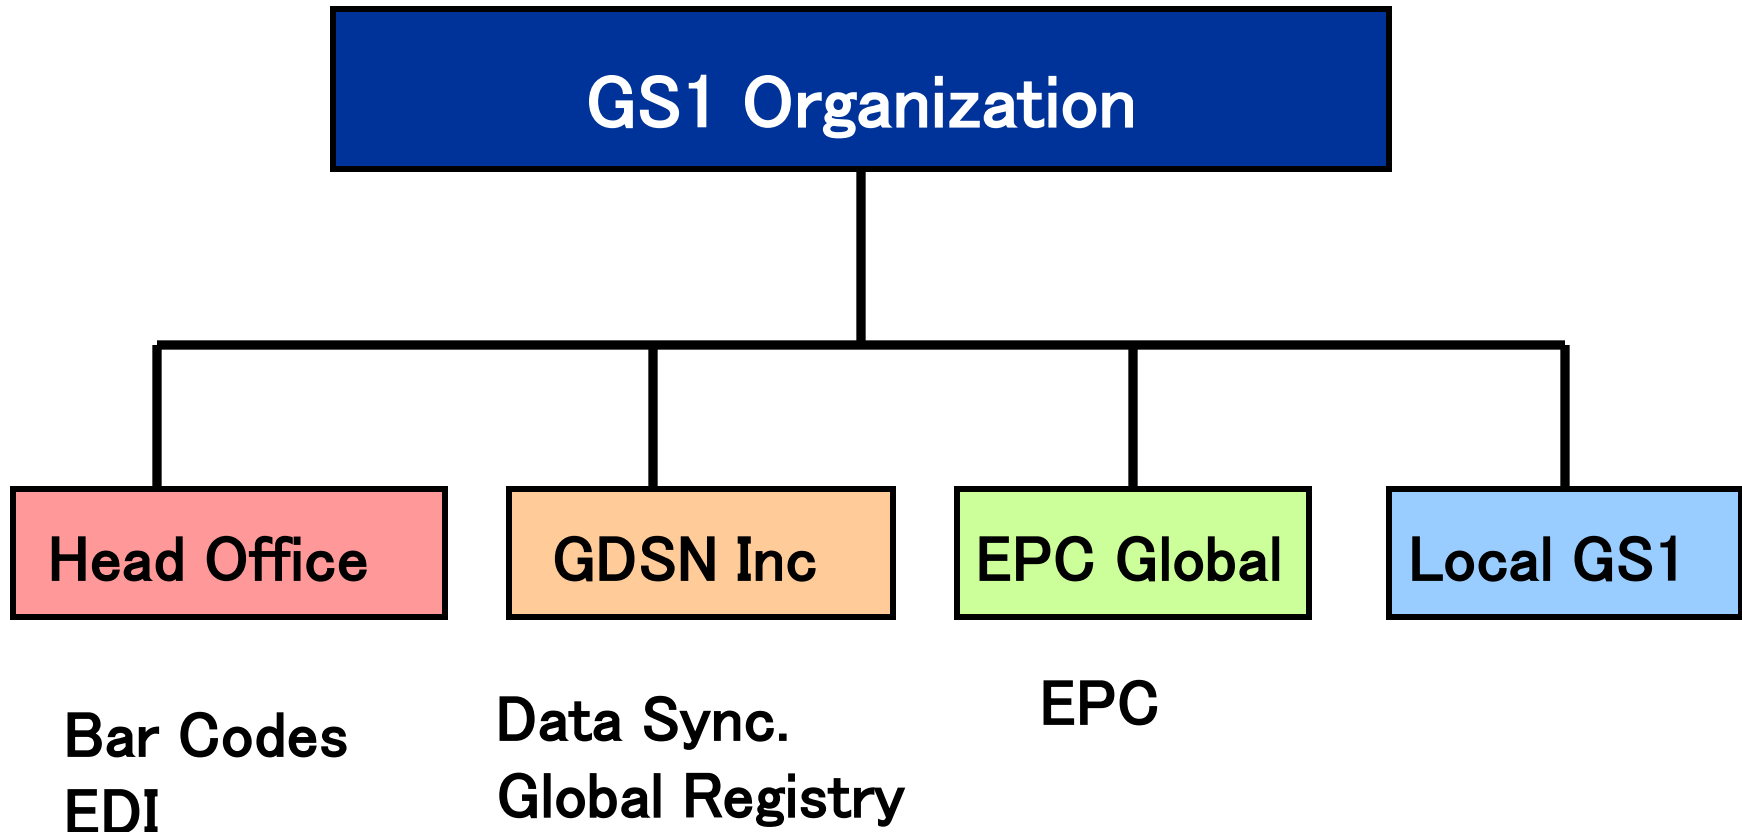 GS1 Organization
Head Office
GDSN Inc
EPC Global
Local GS1
Bar Codes
EDI
Data Sync.
Global Registry
EPC